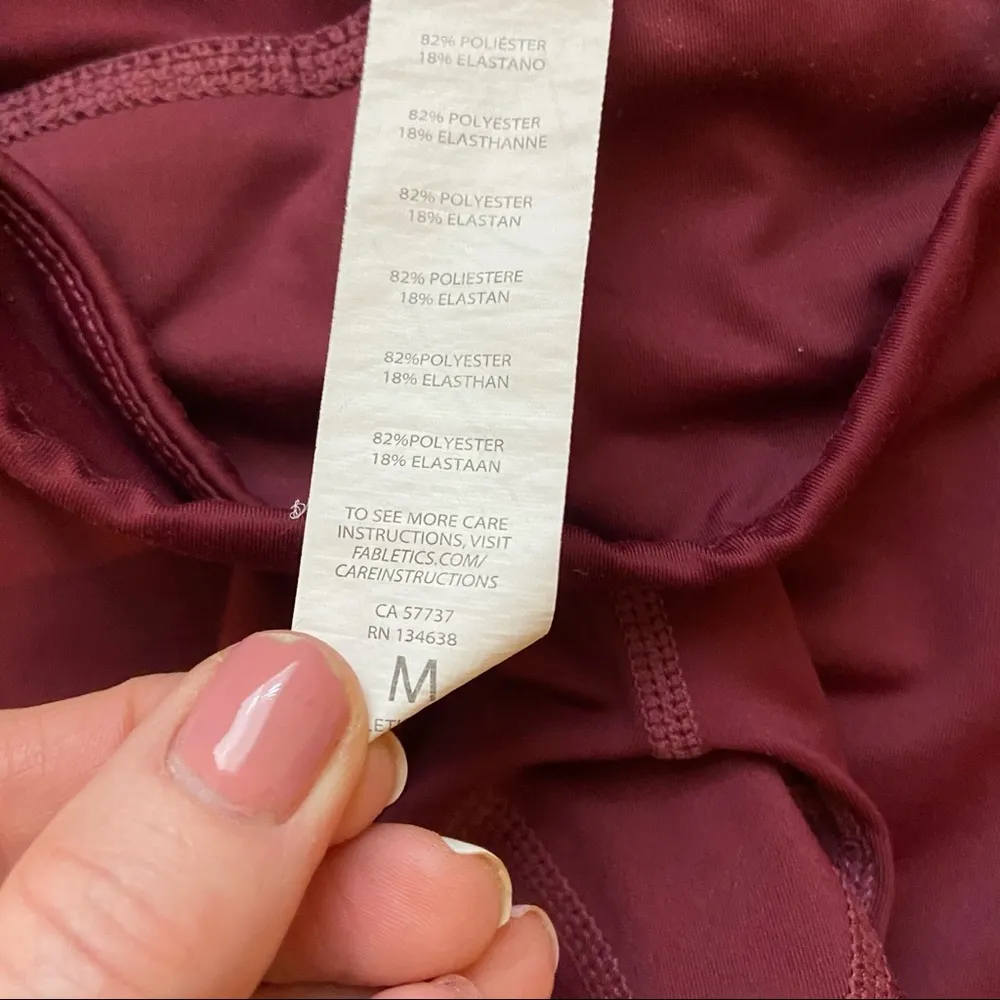 82% POLIÉSTER
18% ELASTANO
82% POLYESTER
18% ELASTHANNE
82% POLYESTER
18% ELASTAN
82% POLIESTERE
18% ELASTAN
82%POLYESTER
18% ELASTHAN
82%POLYESTER
18% ELASTAAN
TO SEE MORE CARE
INSTRUCTIONS, VISIT
FABLETICS.COM/
CAREINSTRUCTIONS
CA 57737
RN 134638
M